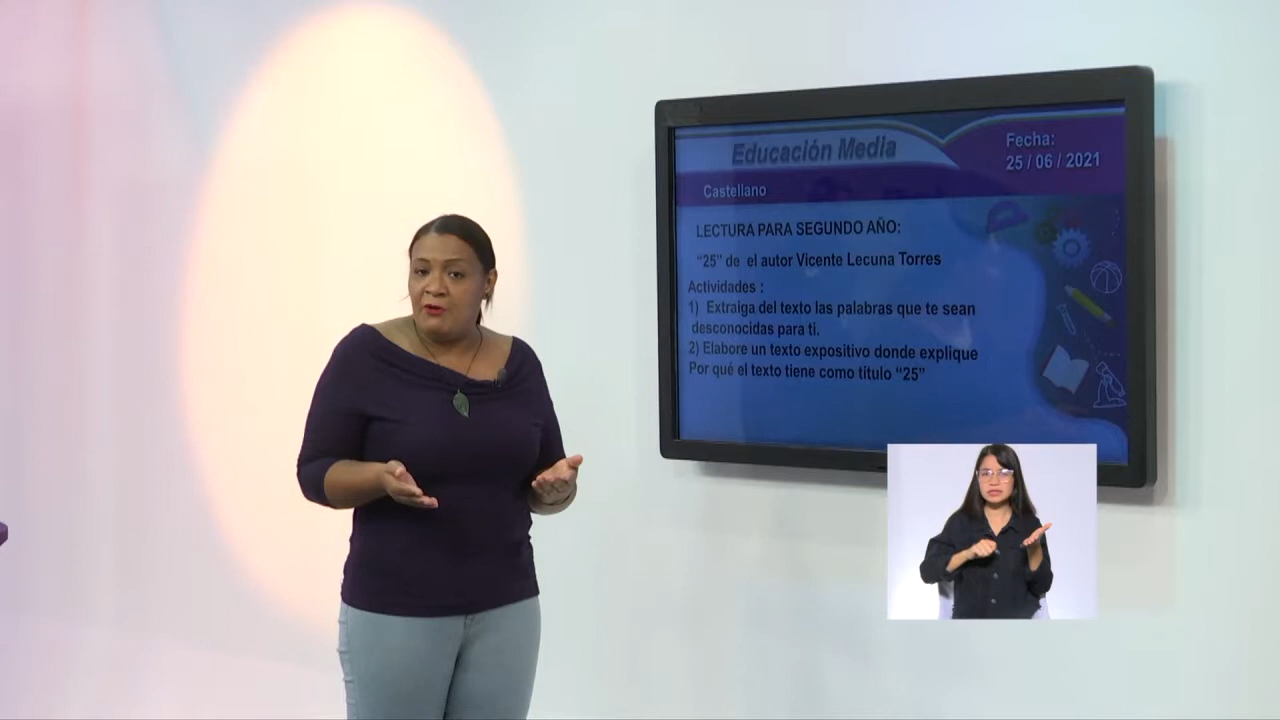 Educación Media
Fecha:
25 / 06 / 2021
Castellano
LECTURA PARA SEGUNDO AÑO:
“25” de el autor Vicente Lecuna Torres
Actividades :
1) Extraiga del texto las palabras que te sean
desconocidas para ti.
2) Elabore un texto expositivo donde explique
Por qué el texto tiene como título “25”